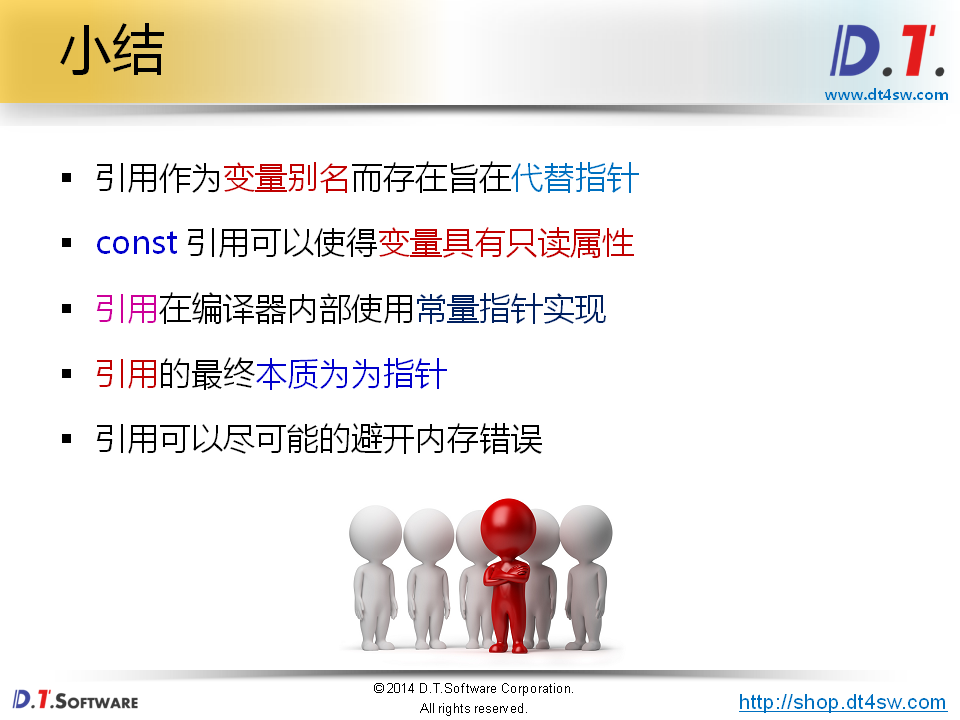 小结
D.T.
www.dt4sw.com
▪ 引用作为变量别名而存在旨在代替指针
▪ const 引用可以使得变量具有只读属性
▪ 引用在编译器内部使用常量指针实现
▪ 引用的最终本质为为指针
▪ 引用可以尽可能的避开内存错误
D.T.SOFTWARE
©2014 D.T.Software Corporation.
All rights reserved.
http://shop.dt4sw.com